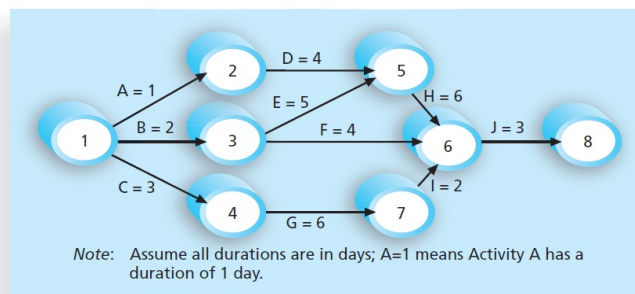 D = 4
2
5
A = 1
E = 5
H = 6
B = 2
F = 4
J = 3
1
3
6
8
C = 3
I = 2
4
7
G = 6
Note: Assume all durations are in days; A=1 means Activity A has a
duration of 1 day.